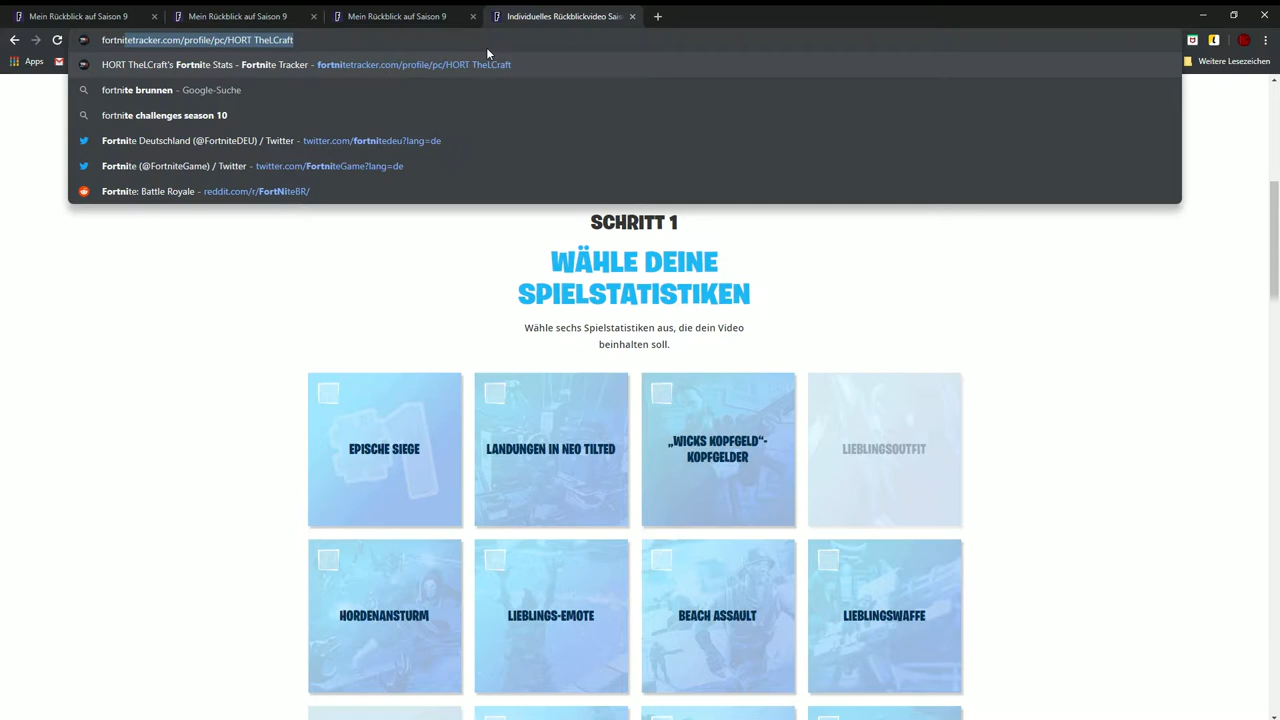 Mein Rückblick auf Saison 9
Mein Rückblick auf Saison 9
Mein Rückblick auf Saison 9
Individuelles Rückblickvideo Sai
fortnitetracker.com/profile/pc/HORT TheLCraft
Apps
Weitere Lesezeichen
HORT TheLCraft's Fortnite Stats - Fortnite Tracker - fortnitetracker.com/profile/pc/HORT TheLCraft
fortnite brunnen - Google-Suche
fortnite challenges season 10
Fortnite Deutschland (@FortniteDEU) / Twitter - twitter.com/fortnitedeu?lang=de
Fortnite (@FortniteGame) / Twitter - twitter.com/FortniteGame?lang=de
Fortnite: Battle Royale - reddit.com/r/FortNiteBR/
SCHRITT 1
WÄHLE DEINE
SPIELSTATISTIKEN
Wähle sechs Spielstatistiken aus, die dein Video
beinhalten soll.
EPISCHE SIEGE
LANDUNGEN IN NEO TILTED
„WICKS KOPFGELD“-
KOPFGELDER
LIEBLINGSOUTFIT
HORDENANSTURM
LIEBLINGS-EMOTE
BEACH ASSAULT
LIEBLINGSWAFFE